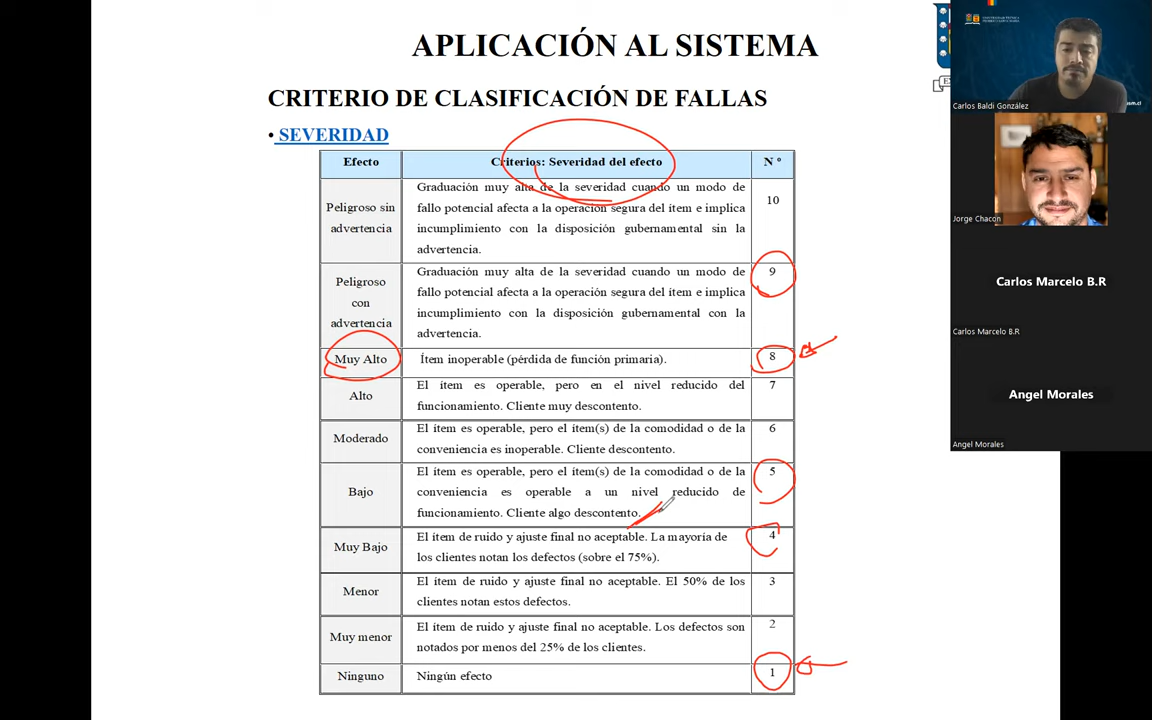 APLICACIÓN AL SISTEMA
CRITERIO DE CLASIFICACIÓN DE FALLAS
• SEVERIDAD
Efecto
Criterios: Severidad del efecto
N º
Peligroso sin
advertencia
Graduación muy alta de la severidad cuando un modo de
fallo potencial afecta a la operación segura del ítem e implica
incumplimiento con la disposición gubernamental sin la
advertencia.
10
Peligroso
con
advertencia
Graduación muy alta de la severidad cuando un modo de
fallo potencial afecta a la operación segura del ítem e implica
incumplimiento con la disposición gubernamental con la
advertencia.
9
Muy Alto
Ítem inoperable (pérdida de función primaria).
8
Alto
El ítem es operable, pero en el nivel reducido del
funcionamiento. Cliente muy descontento.
7
Moderado
El ítem es operable, pero el ítem(s) de la comodidad o de la
conveniencia es inoperable. Cliente descontento.
6
Bajo
El ítem es operable, pero el ítem(s) de la comodidad o de la
conveniencia es operable a un nivel reducido de
funcionamiento. Cliente algo descontento.
5
Muy Bajo
El ítem de ruido y ajuste final no aceptable. La mayoría de
los clientes notan los defectos (sobre el 75%).
4
Menor
El ítem de ruido y ajuste final no aceptable. El 50% de los
clientes notan estos defectos.
3
Muy menor
El ítem de ruido y ajuste final no aceptable. Los defectos son
notados por menos del 25% de los clientes.
2
Ninguno
Ningún efecto
1
Carlos Baldi González
Jorge Chacon
Carlos Marcelo B.R
Carlos Marcelo B.R
Angel Morales
Angel Morales